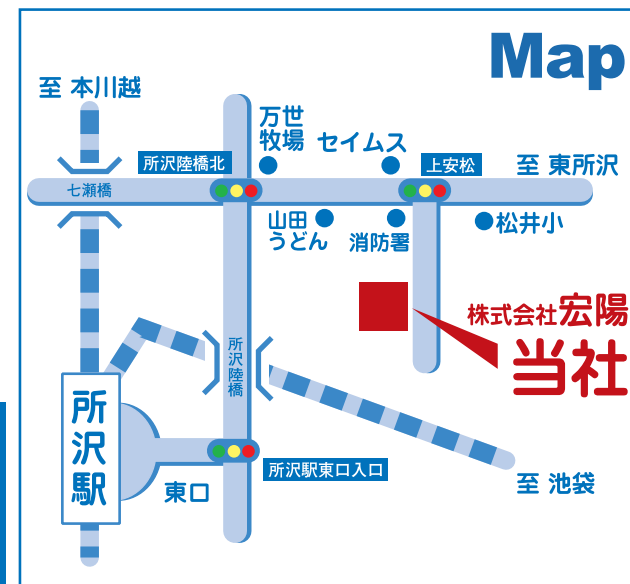 Map
至 本川越
万世
牧場
セイムス
所沢陸橋北
上安松
至 東所沢
七瀬橋
山田
うどん
消防署
松井小
株式会社宏陽
当社
所沢陸橋
所沢駅
東口
所沢駅東口入口
至 池袋